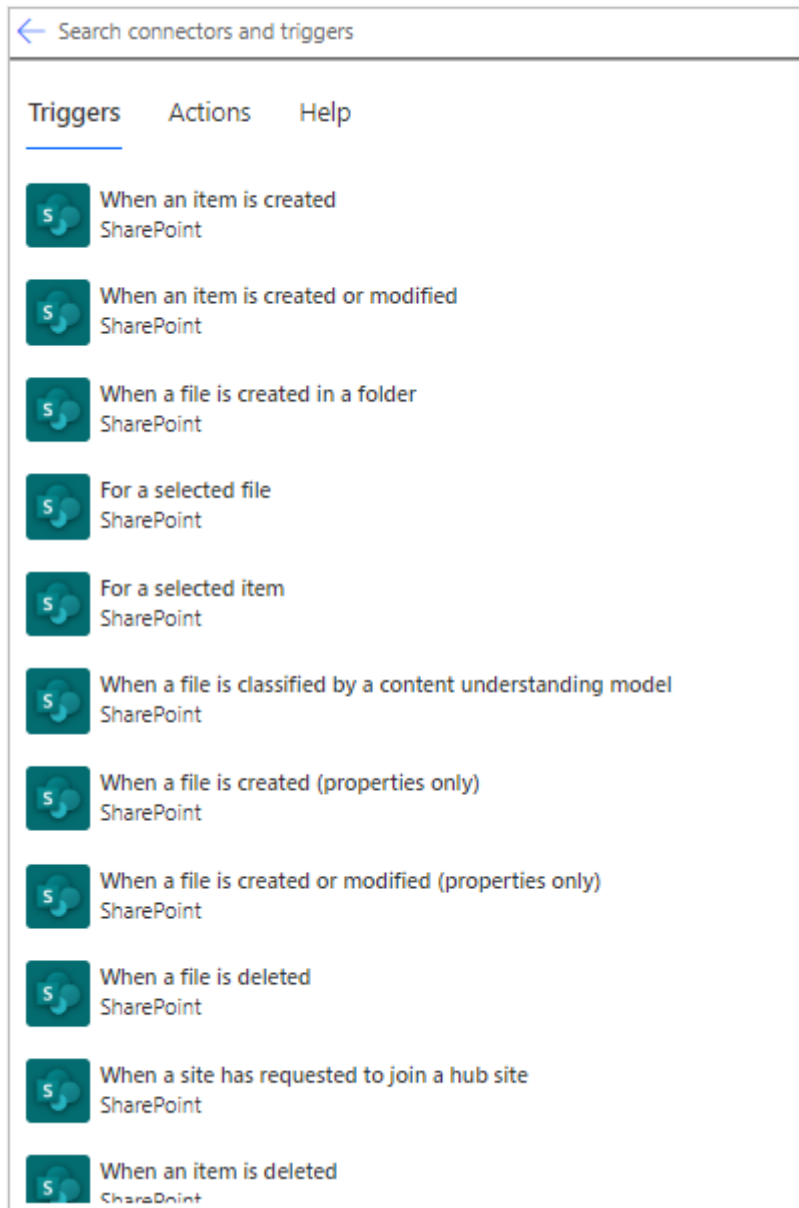 Search connectors and triggers
Triggers Actions Help
When an item is created
SharePoint
When an item is created or modified
SharePoint
When a file is created in a folder
SharePoint
For a selected file
SharePoint
For a selected item
SharePoint
When a file is classified by a content understanding model
SharePoint
When a file is created (properties only)
SharePoint
When a file is created or modified (properties only)
SharePoint
When a file is deleted
SharePoint
When a site has requested to join a hub site
SharePoint
When an item is deleted
SharePoint